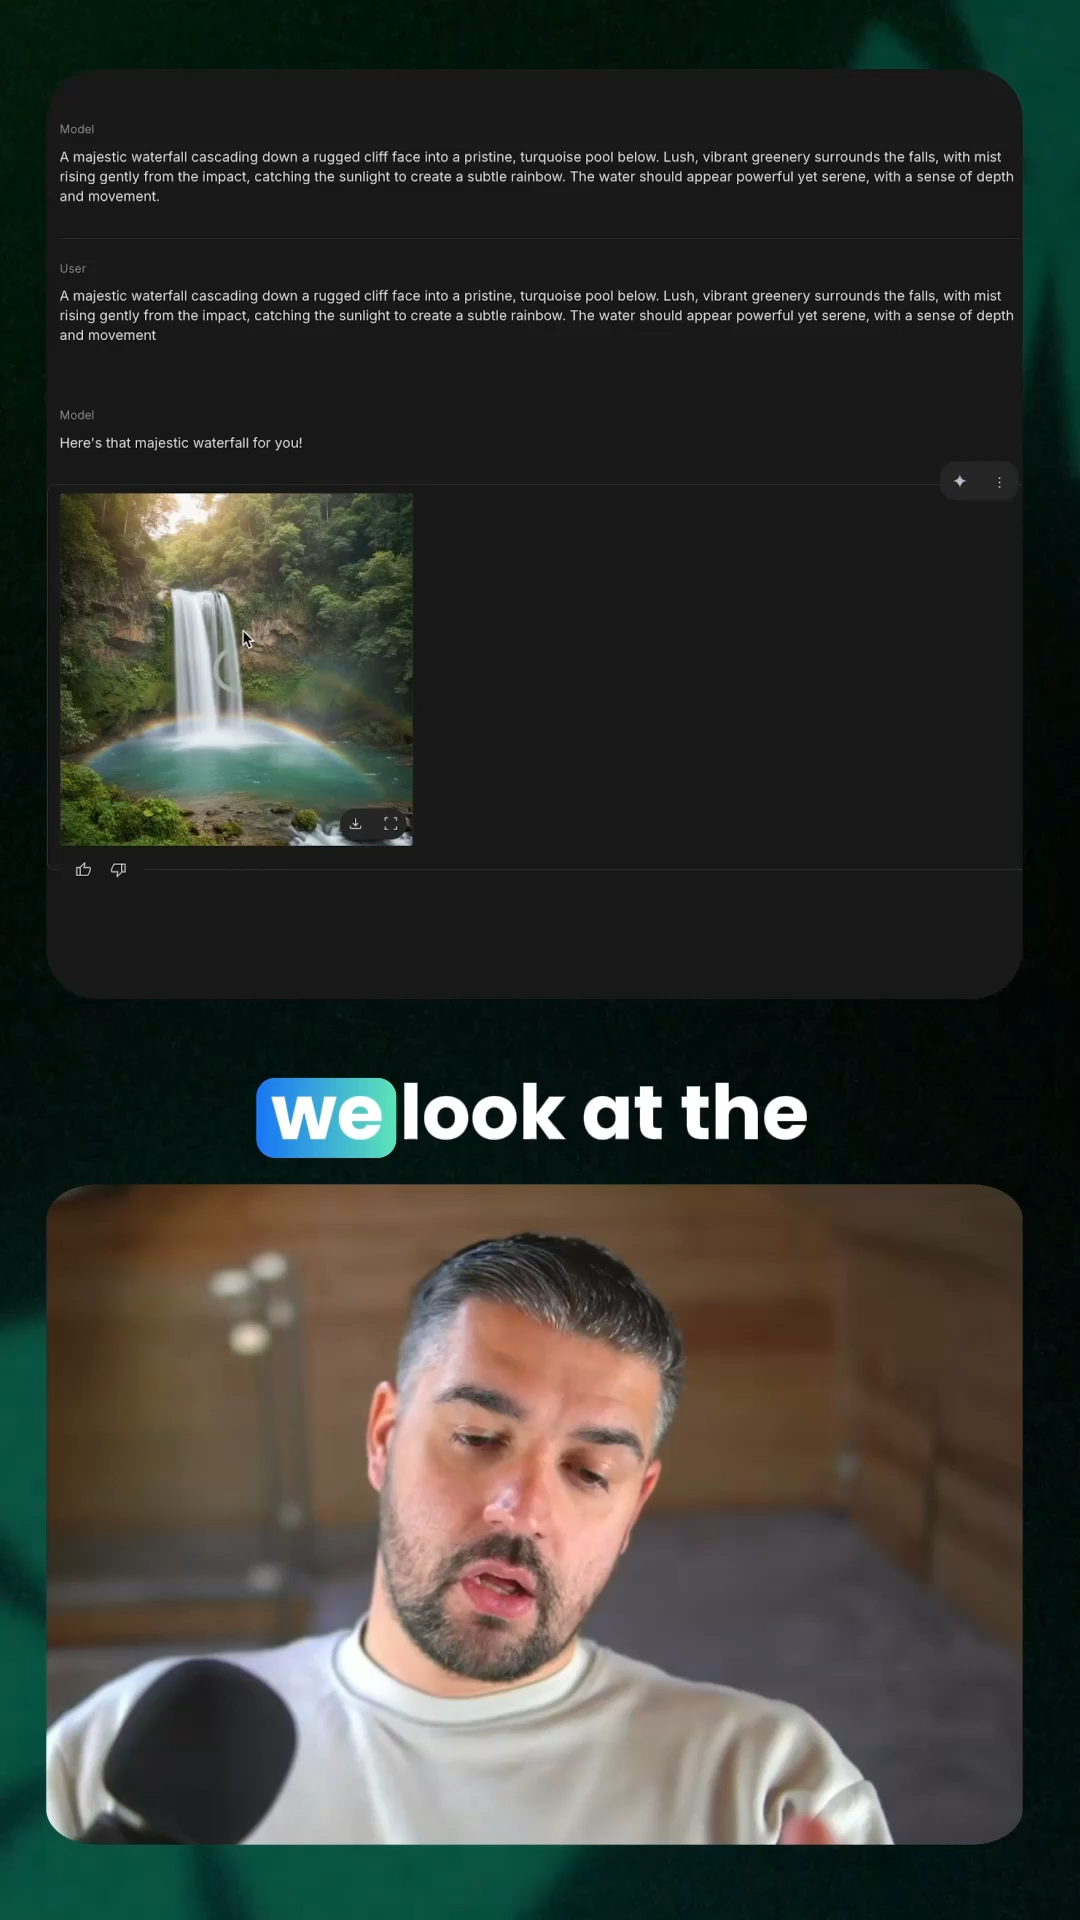 Model
A majestic waterfall cascading down a rugged cliff face into a pristine, turquoise pool below. Lush, vibrant greenery surrounds the falls, with mist
rising gently from the impact, catching the sunlight to create a subtle rainbow. The water should appear powerful yet serene, with a sense of depth
and movement.
User
A majestic waterfall cascading down a rugged cliff face into a pristine, turquoise pool below. Lush, vibrant greenery surrounds the falls, with mist
rising gently from the impact, catching the sunlight to create a subtle rainbow. The water should appear powerful yet serene, with a sense of depth
and movement
Model
Here's that majestic waterfall for you!
we look at the